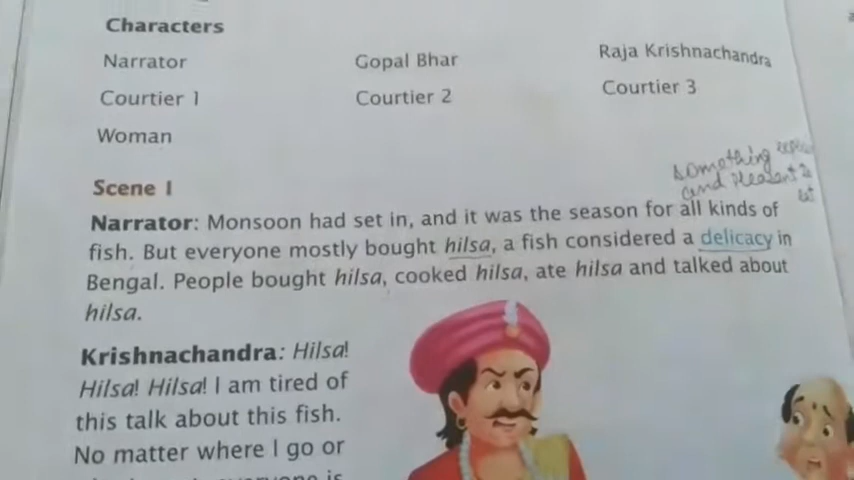 Characters
Narrator Gopal Bhar Raja Krishnachandra
Courtier 1 Courtier 2 Courtier 3
Woman
something
and pleasant
Scene I
Narrator: Monsoon had set in, and it was the season for all kinds of
fish. But everyone mostly bought hilsa, a fish considered a delicacy in
Bengal. People bought hilsa, cooked hilsa, ate hilsa and talked about
hilsa.
Krishnachandra: Hilsa!
Hilsa! Hilsa! I am tired of
this talk about this fish.
No matter where I go or